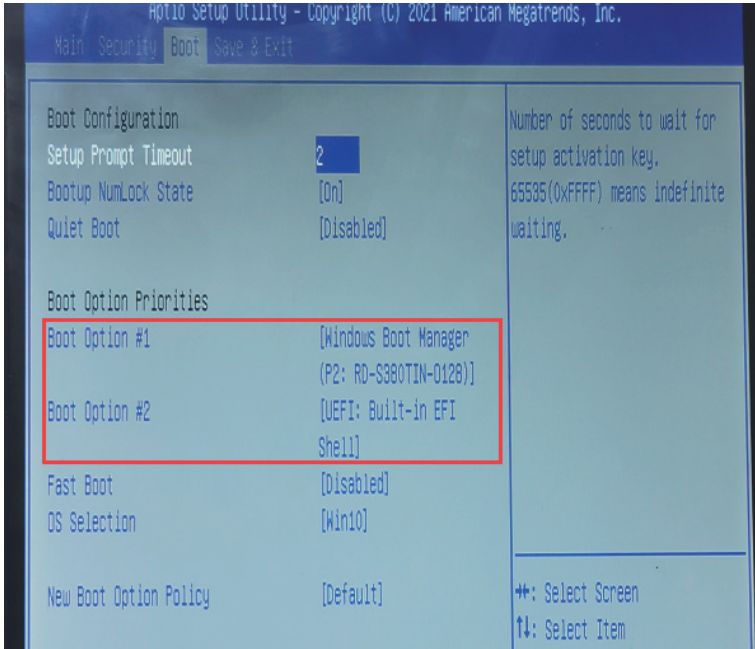 Aptio Setup Utility - Copyright (C) 2021 American Megatrends, Inc.
Main Security Boot Save & Exit
Boot Configuration
Setup Prompt Timeout 2
Bootup NumLock State [On]
Quiet Boot [Disabled]
Boot Option Priorities
Boot Option #1 [Windows Boot Manager
(P2: RD-S380TIN-0128)]
Boot Option #2 [UEFI: Built-in EFI
Shell]
Fast Boot [Disabled]
OS Selection [Win10]
New Boot Option Policy [Default]
Number of seconds to wait for
setup activation key.
65535(0xFFFF) means indefinite
waiting.
→←: Select Screen
↑↓: Select Item